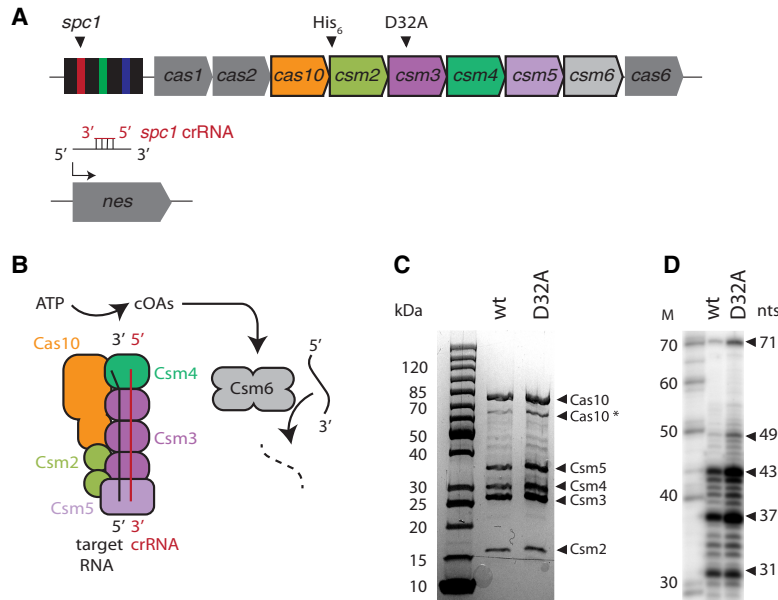 A
spc1
His6
D32A
cas1
cas2
cas10
csm2
csm3
csm4
csm5
csm6
cas6
3’ 5’ spc1 crRNA
5’ 3’
nes
B
ATP
cOAs
3’ 5’
Cas10
Csm4
Csm3
Csm2
Csm5
5’ 3’
target crRNA
RNA
Csm6
5’
3’
C
kDa
wt
D32A
120
85
70
50
40
30
25
20
15
10
Cas10
Cas10 *
Csm5
Csm4
Csm3
Csm2
D
M
wt
D32A
nts
70
60
50
40
30
71
49
43
37
31